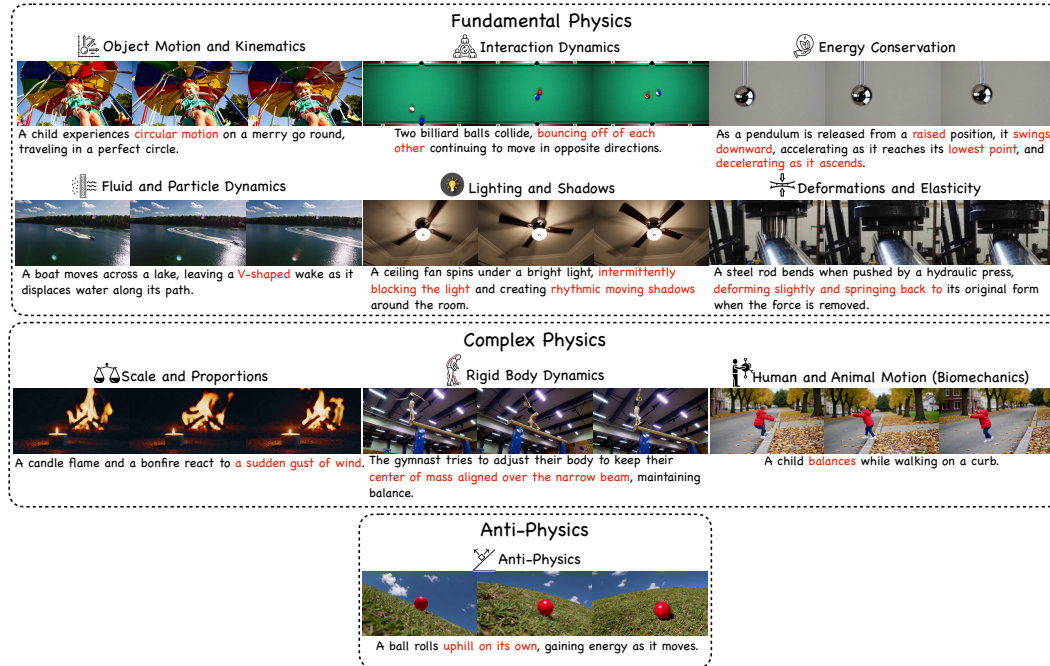 Fundamental Physics
Object Motion and Kinematics
A child experiences circular motion on a merry go round,
traveling in a perfect circle.
Interaction Dynamics
Two billiard balls collide, bouncing off of each
other continuing to move in opposite directions.
Energy Conservation
As a pendulum is released from a raised position, it swings
downward, accelerating as it reaches its lowest point, and
decelerating as it ascends.
Fluid and Particle Dynamics
A boat moves across a lake, leaving a V-shaped wake as it
displaces water along its path.
Lighting and Shadows
A ceiling fan spins under a bright light, intermittently
blocking the light and creating rhythmic moving shadows
around the room.
Deformations and Elasticity
A steel rod bends when pushed by a hydraulic press,
deforming slightly and springing back to its original form
when the force is removed.
Complex Physics
Scale and Proportions
A candle flame and a bonfire react to a sudden gust of wind.
Rigid Body Dynamics
The gymnast tries to adjust their body to keep their
center of mass aligned over the narrow beam, maintaining
balance.
Human and Animal Motion (Biomechanics)
A child balances while walking on a curb.
Anti-Physics
Anti-Physics
A ball rolls uphill on its own, gaining energy as it moves.